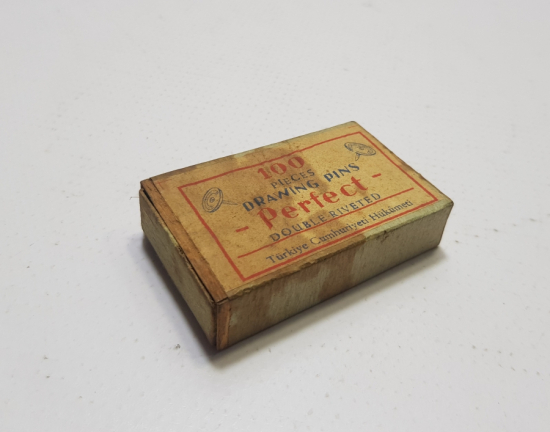 100
PIECES
DRAWING PINS
- Perfect -
DOUBLE RIVETED
Türkiye Cumhuriyeti Hükümeti